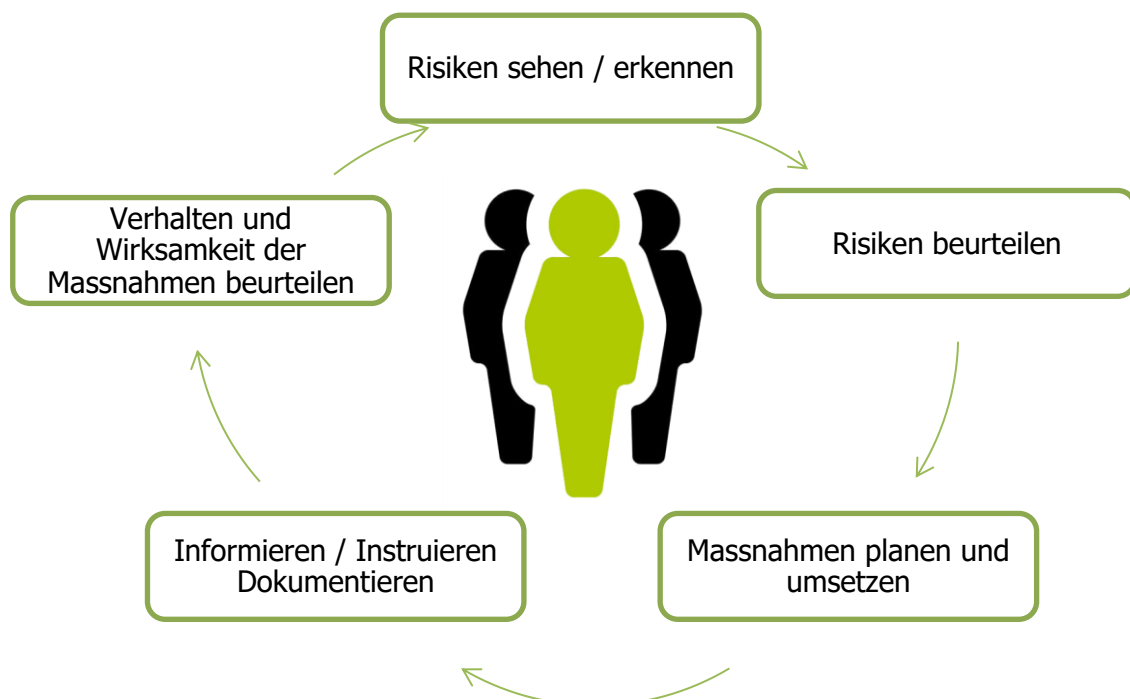 Risiken sehen / erkennen
Risiken beurteilen
Massnahmen planen und
umsetzen
Informieren / Instruieren
Dokumentieren
Verhalten und
Wirksamkeit der
Massnahmen beurteilen